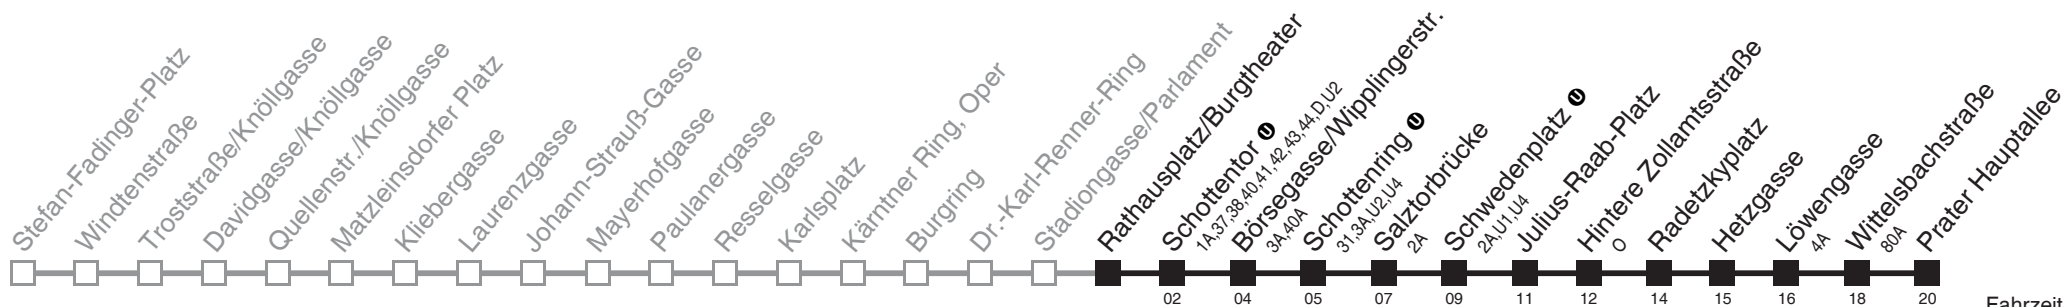 Stefan-Fadinger-Platz
Windtenstraße
Troststraße/Knöllgasse
Davidgasse/Knöllgasse
Quellenstr./Knöllgasse
Matzleinsdorfer Platz
Kliebergasse
Laurenzgasse
Johann-Strauß-Gasse
Mayerhofgasse
Paulanergasse
Resselgasse
Karlsplatz
Kärntner Ring, Oper
Burgring
Dr.-Karl-Renner-Ring
Stadiongasse/Parlament
Rathausplatz/Burgtheater
Schottentor U
1A,37,38,40,41,42,43,44,D,U2
Börsegasse/Wipplingerstr.
3A,40A
Schottenring U
31,3A,U2,U4
Salztorbrücke
2A
Schwedenplatz U
2A,U1,U4
Julius-Raab-Platz
Hintere Zollamtsstraße
O
Radetzkyplatz
Hetzgasse
Löwengasse
4A
Wittelsbachstraße
80A
Prater Hauptallee
02 04 05 07 09 11 12 14 15 16 18 20
Fahrzeit